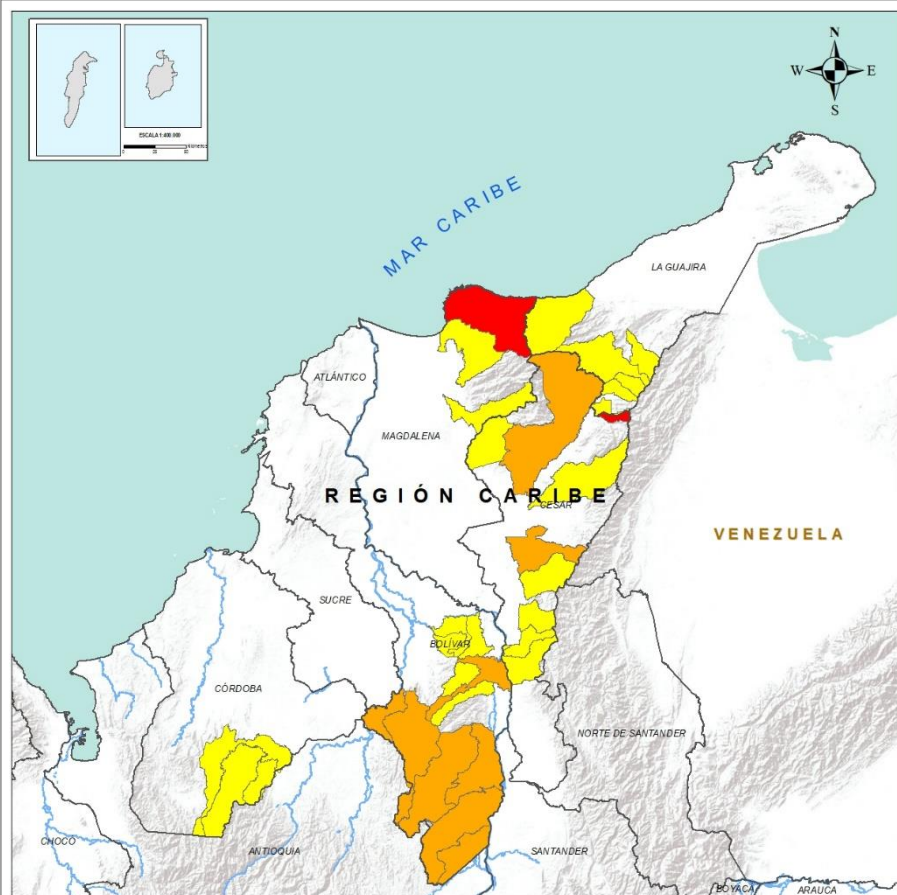 N
W E
S
ESCALA 1:400.000
MAR CARIBE
LA GUAJIRA
ATLÁNTICO
MAGDALENA
REGIÓN CARIBE
CESAR
VENEZUELA
SUCRE
BOLÍVAR
CÓRDOBA
NORTE DE SANTANDER
CHOCÓ
ANTIOQUIA
SANTANDER
BOYACÁ
ARAUCA